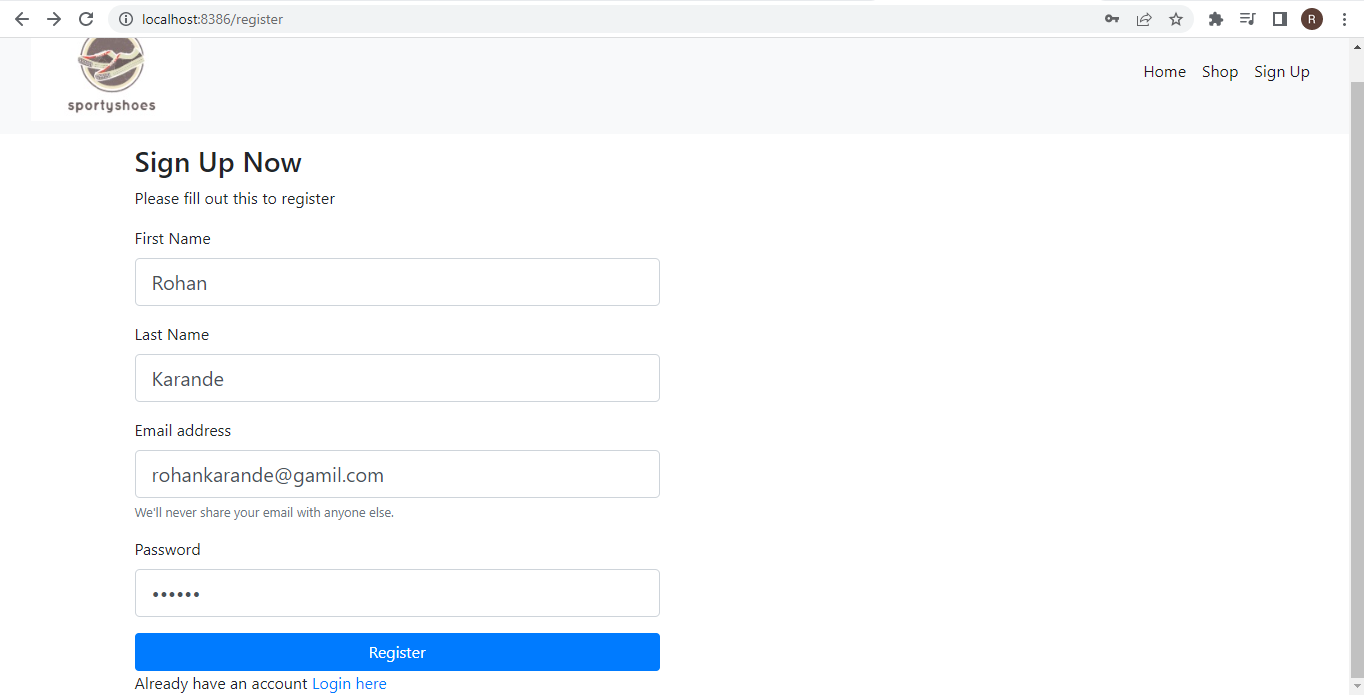 localhost:8386/register
R
sportyshoes
Home Shop Sign Up
Sign Up Now
Please fill out this to register
First Name
Rohan
Last Name
Karande
Email address
rohankarande@gamil.com
We'll never share your email with anyone else.
Password
••••••
Register
Already have an account Login here